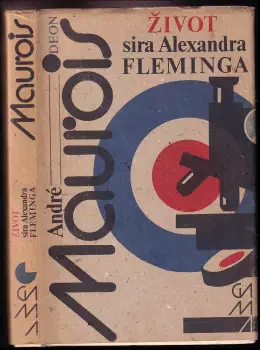 Maurois
ŽIVOT
sira Alexandra
FLEMINGA
André
Maurois
ODEON
ŽIVOT
sira Alexandra
FLEMINGA